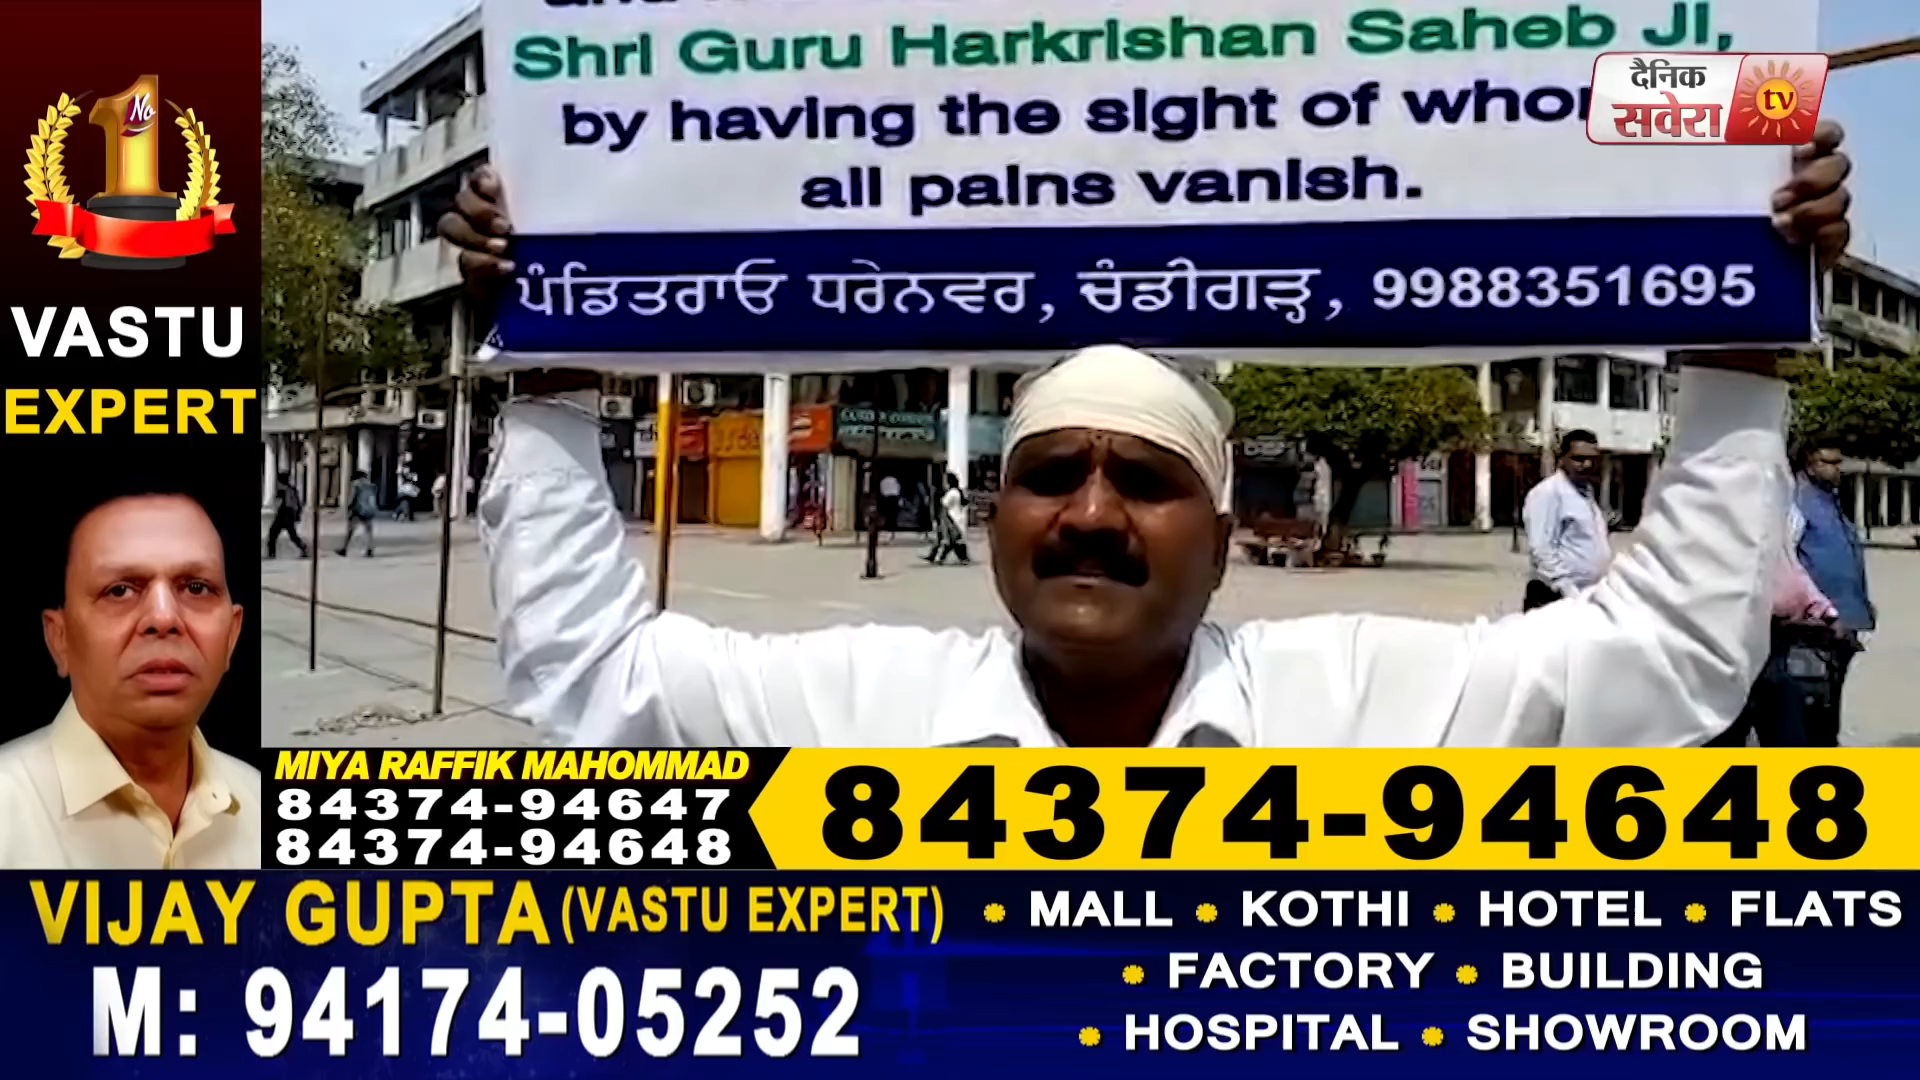 Shri Guru Harkrishan Saheb Ji,
by having the sight of
all pains vanish.
ਪੰਡਿਤਰਾਓ ਧਰੇਨਵਰ, ਚੰਡੀਗੜ੍ਹ, 9988351695
दैनिक
सवेरा
tv
No
1
VASTU
EXPERT
MIYA RAFFIK MAHOMMAD
84374-94647
84374-94648
84374-94648
VIJAY GUPTA (VASTU EXPERT)
M: 94174-05252
• MALL • KOTHI • HOTEL • FLATS
• FACTORY • BUILDING
• HOSPITAL • SHOWROOM